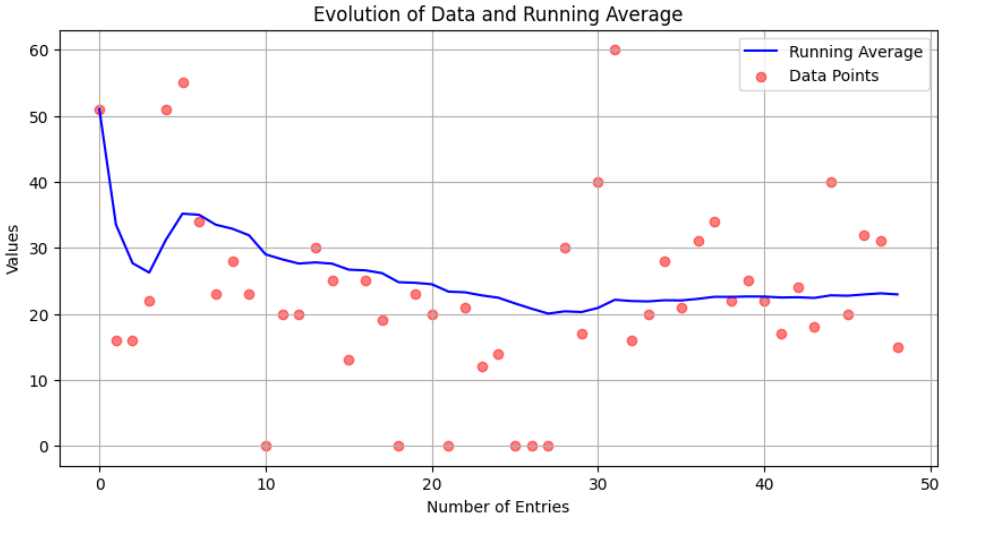 Evolution of Data and Running Average
Running Average
Data Points
Values
60
50
40
30
20
10
0
0 10 20 30 40 50
Number of Entries